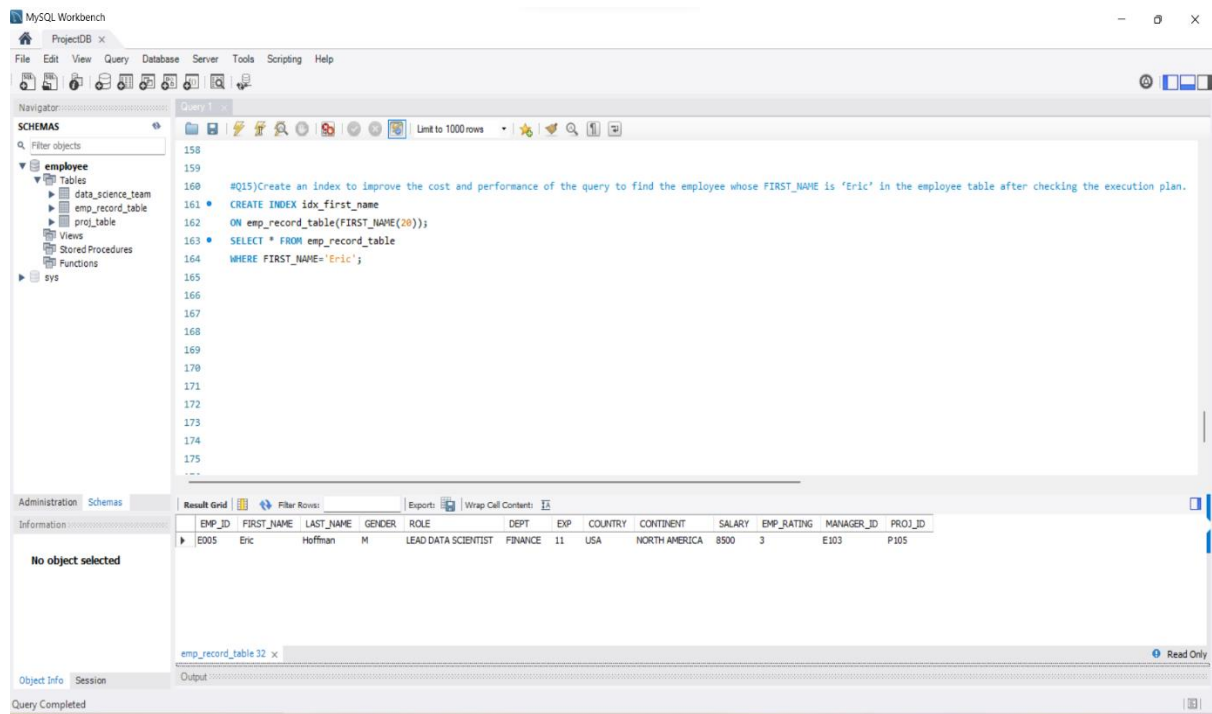 MySQL Workbench
ProjectDB
File Edit View Query Database Server Tools Scripting Help
Navigator
Query 1
SCHEMAS
Limit to 1000 rows
Filter objects
employee
Tables
data_science_team
emp_record_table
proj_table
Views
Stored Procedures
Functions
sys
158
159
160 #Q15)Create an index to improve the cost and performance of the query to find the employee whose FIRST_NAME is ‘Eric’ in the employee table after checking the execution plan.
161 CREATE INDEX idx_first_name
162 ON emp_record_table(FIRST_NAME(20));
163 SELECT * FROM emp_record_table
164 WHERE FIRST_NAME='Eric';
165
166
167
168
169
170
171
172
173
174
175
Administration Schemas
Result Grid Filter Rows: Export: Wrap Cell Content:
Information
EMP_ID FIRST_NAME LAST_NAME GENDER ROLE DEPT EXP COUNTRY CONTINENT SALARY EMP_RATING MANAGER_ID PROJ_ID
E005 Eric Hoffman M LEAD DATA SCIENTIST FINANCE 11 USA NORTH AMERICA 8500 3 E103 P105
No object selected
emp_record_table 32
Read Only
Object Info Session
Output
Query Completed